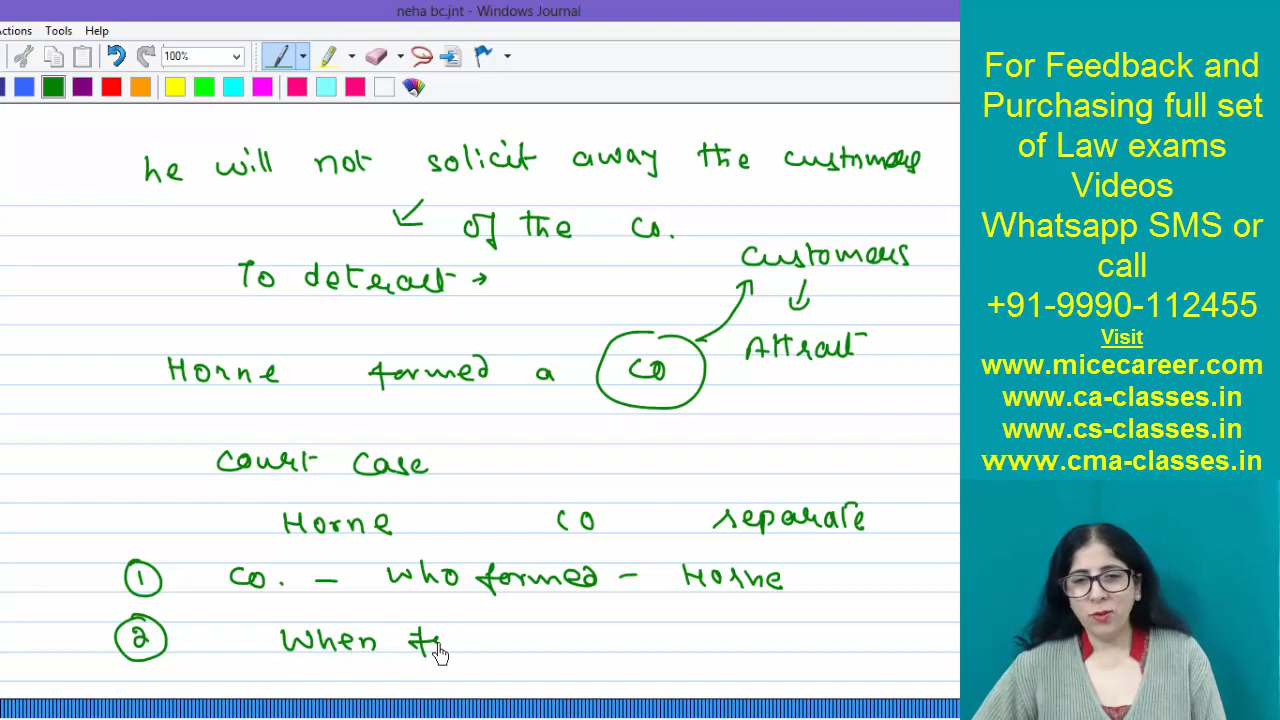 neha bc.jnt - Windows Journal
Actions Tools Help
100%
he will not solicit away the customers
of the co.
To detract →
customers
Attract
Horne formed a co
court case
Horne co separate
① co. - who formed - Horne
② When
For Feedback and
Purchasing full set
of Law exams
Videos
Whatsapp SMS or
call
+91-9990-112455
Visit
www.micecareer.com
www.ca-classes.in
www.cs-classes.in
www.cma-classes.in